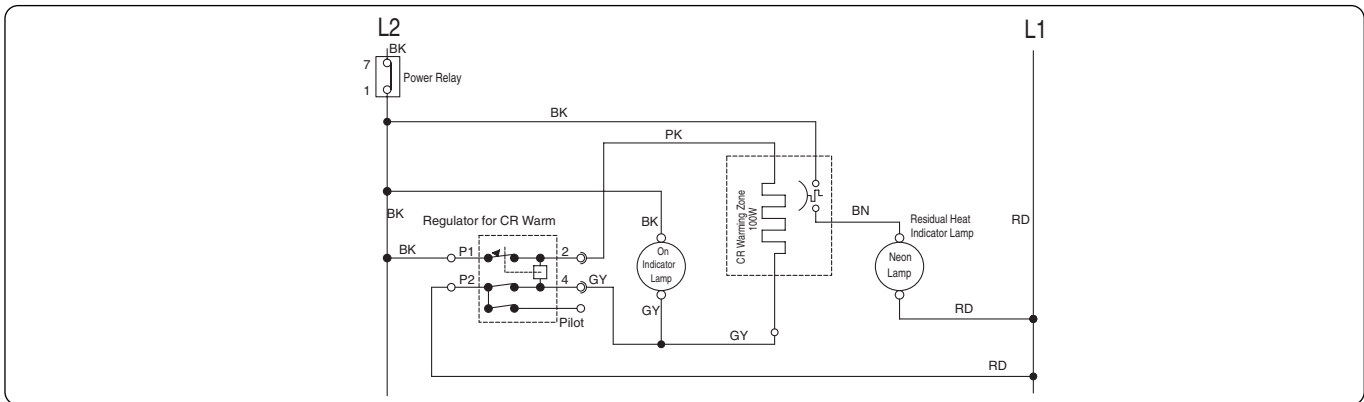 L2
L1
BK
7
Power Relay
1
BK
PK
CR Warming Zone
100W
BN
Residual Heat
Indicator Lamp
RD
BK
Regulator for CR Warm
BK
BK
P1
2
On
Indicator
Lamp
Neon
Lamp
P2
4
GY
Pilot
GY
GY
RD
RD